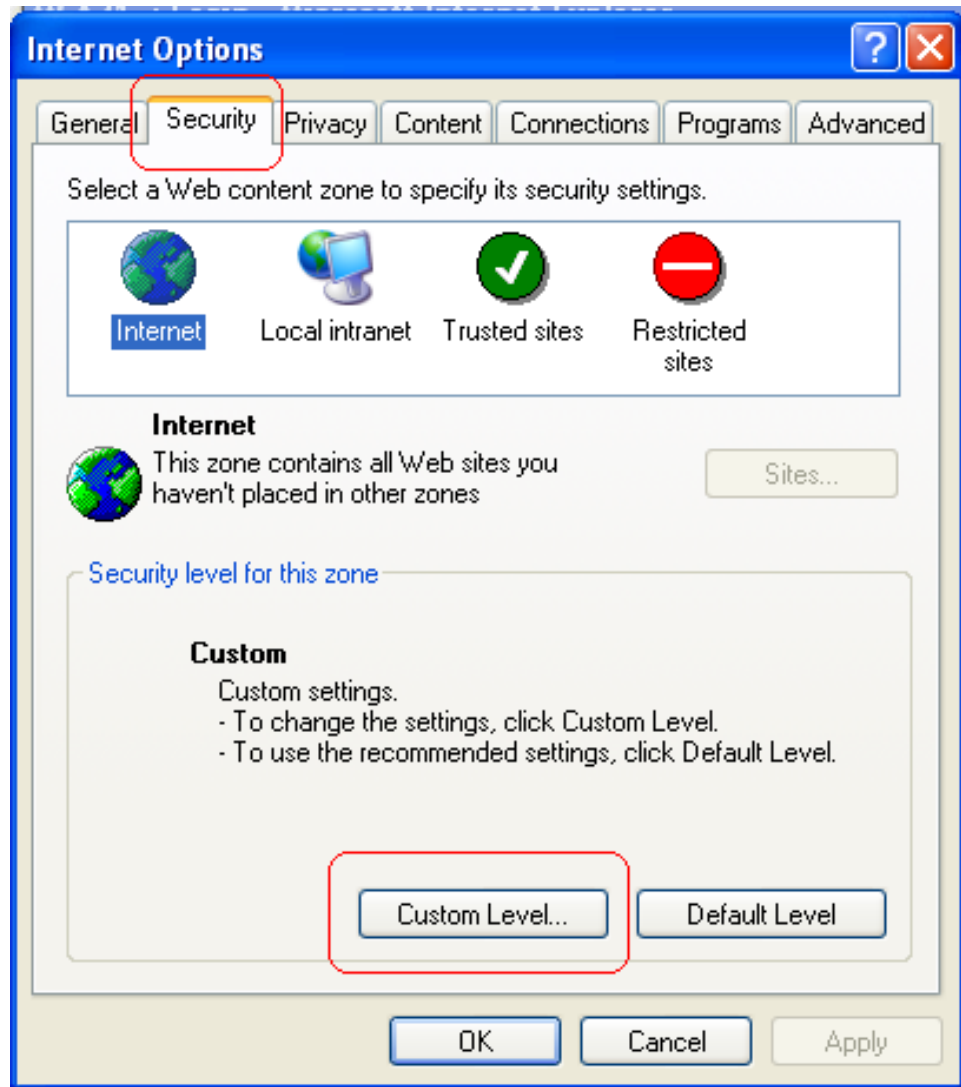 Internet Options
General Security Privacy Content Connections Programs Advanced
Select a Web content zone to specify its security settings.
Internet Local intranet Trusted sites Restricted
sites
Internet
This zone contains all Web sites you
haven't placed in other zones
Sites...
Security level for this zone
Custom
Custom settings.
- To change the settings, click Custom Level.
- To use the recommended settings, click Default Level.
Custom Level... Default Level
OK Cancel Apply